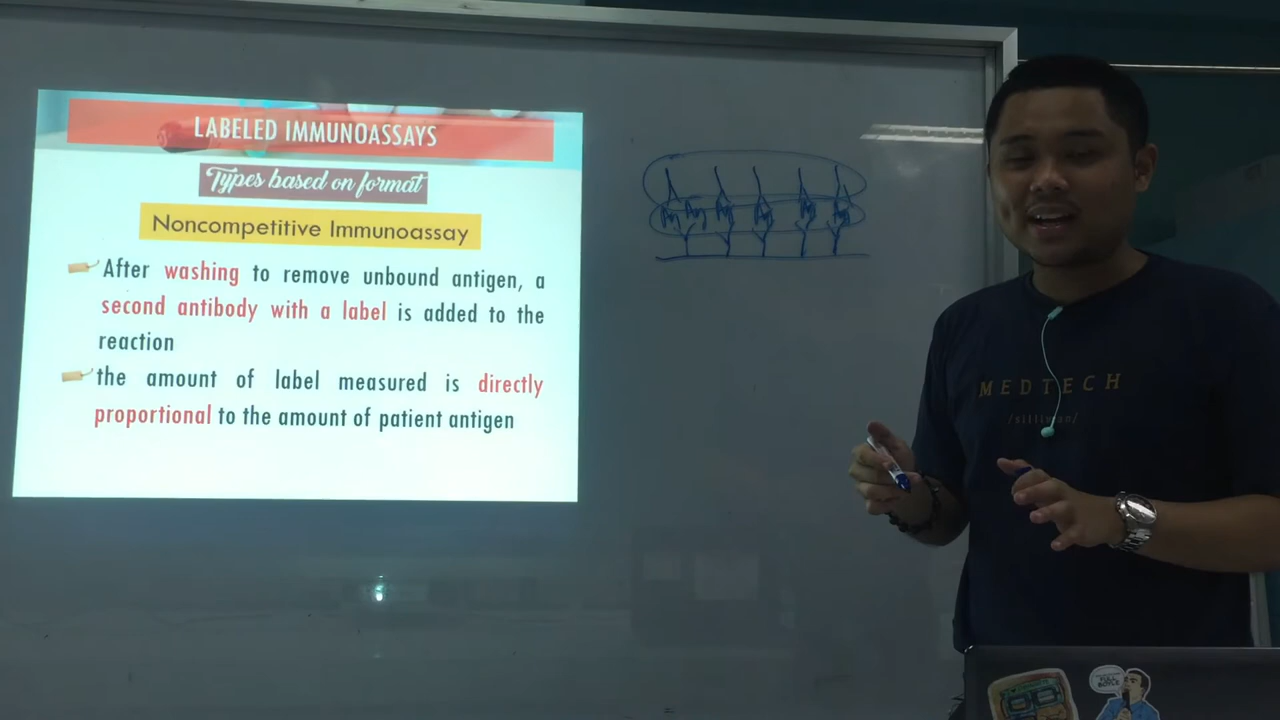 LABELED IMMUNOASSAYS
Types based on format
Noncompetitive Immunoassay
After washing to remove unbound antigen, a
second antibody with a label is added to the
reaction
the amount of label measured is directly
proportional to the amount of patient antigen
MEDTECH
/silliman/